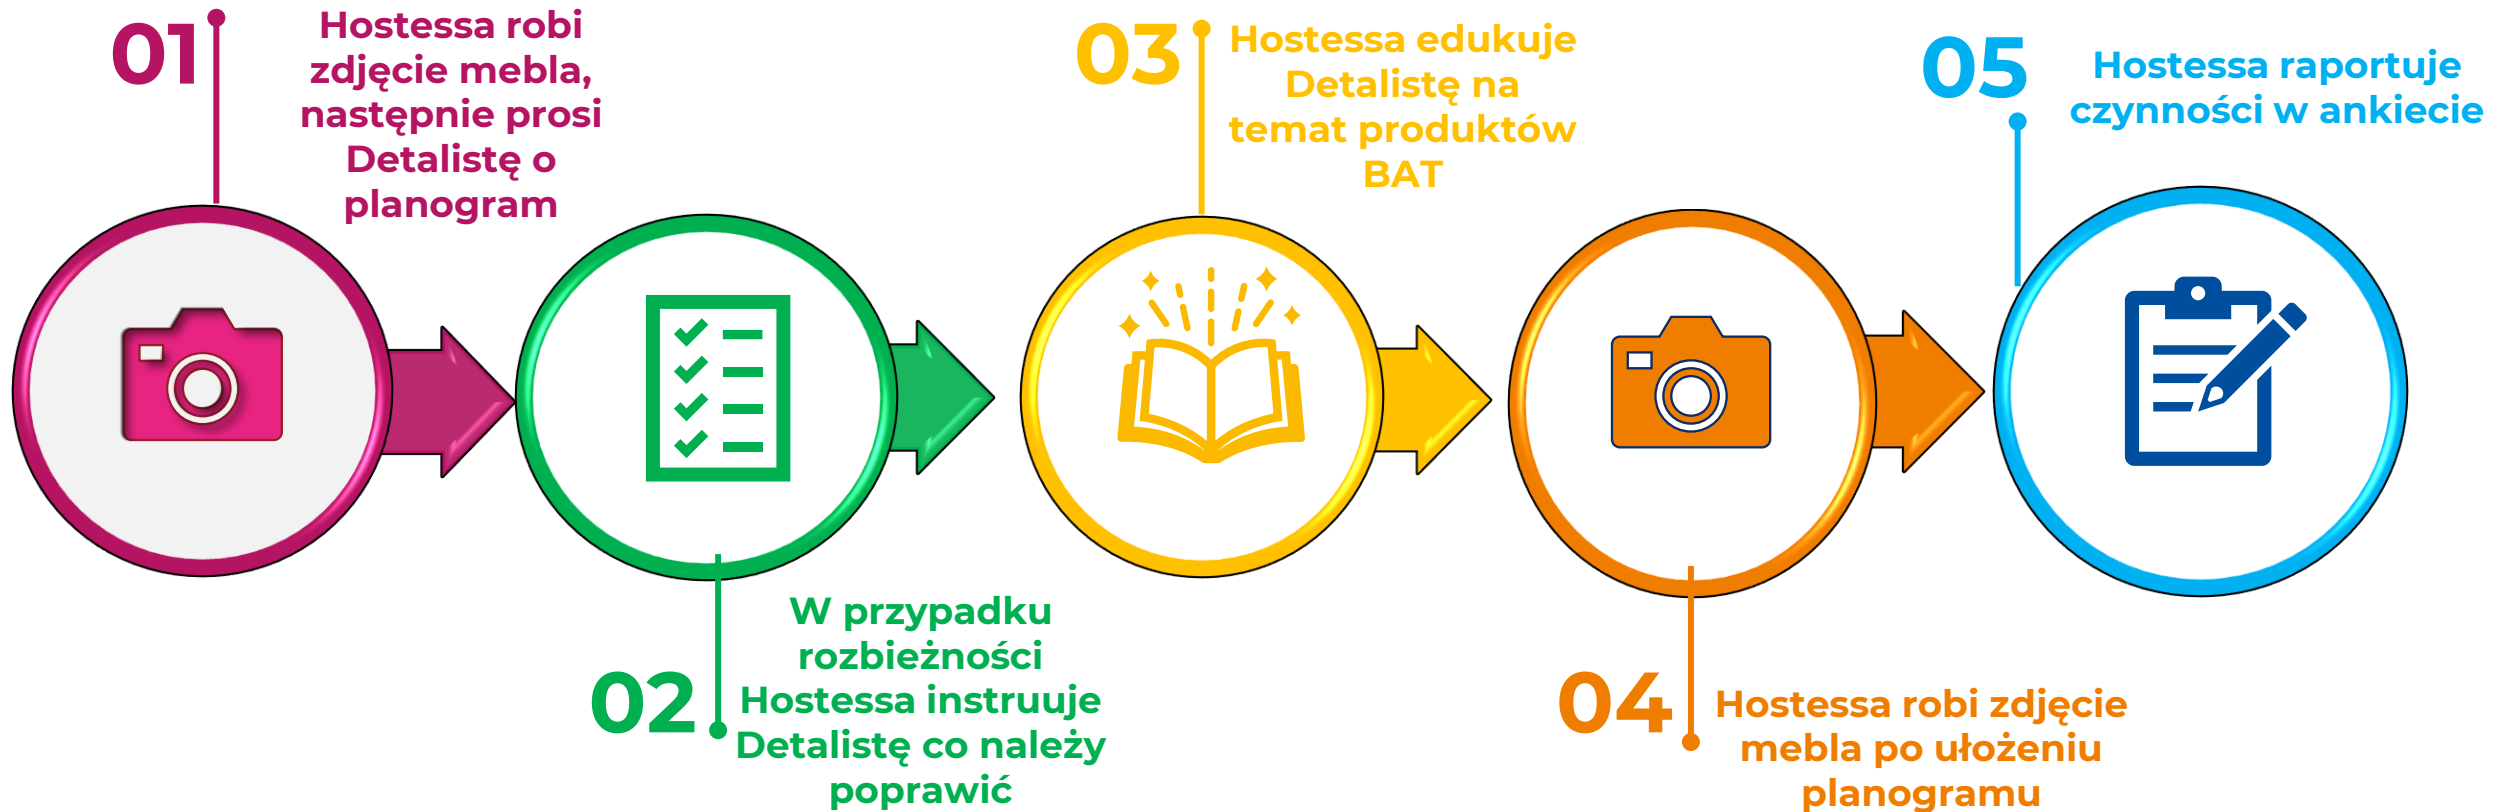 01
Hostessa robi
zdjęcie mebla,
następnie prosi
Detalistę o
planogram
02
W przypadku
rozbieżności
Hostessa instruuje
Detalistę co należy
poprawić
03
Hostessa edukuje
Detalistę na
temat produktów
BAT
04
Hostessa robi zdjęcie
mebla po ułożeniu
planogramu
05
Hostessa raportuje
czynności w ankiecie